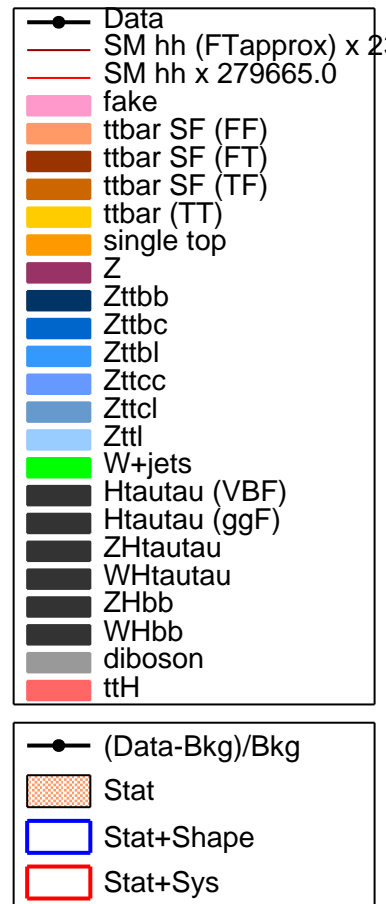 Data
SM hh (FTapprox) x 23
SM hh x 279665.0
fake
ttbar SF (FF)
ttbar SF (FT)
ttbar SF (TF)
ttbar (TT)
single top
Z
Zttbb
Zttbc
Zttbl
Zttcc
Zttcl
Zttl
W+jets
Htautau (VBF)
Htautau (ggF)
ZHtautau
WHtautau
ZHbb
WHbb
diboson
ttH
(Data-Bkg)/Bkg
Stat
Stat+Shape
Stat+Sys